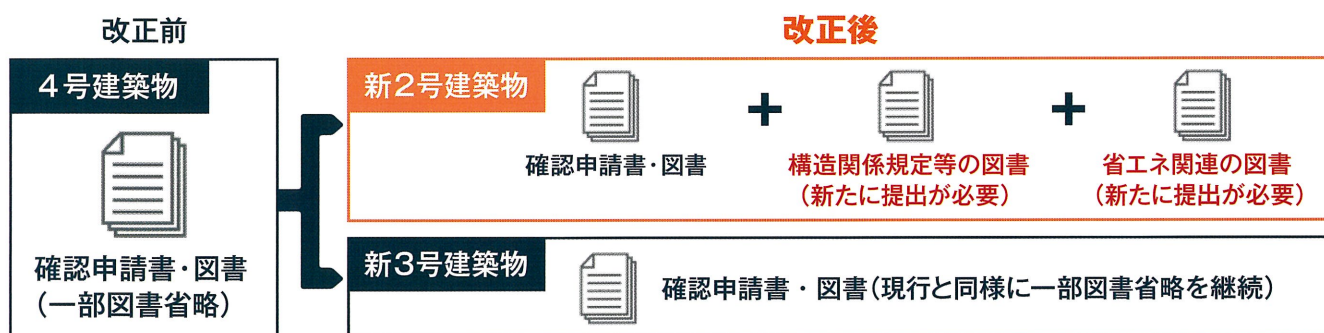 改正前
4号建築物
確認申請書・図書
(一部図書省略)
改正後
新2号建築物
確認申請書・図書
+
構造関係規定等の図書
(新たに提出が必要)
+
省エネ関連の図書
(新たに提出が必要)
新3号建築物
確認申請書・図書(現行と同様に一部図書省略を継続)